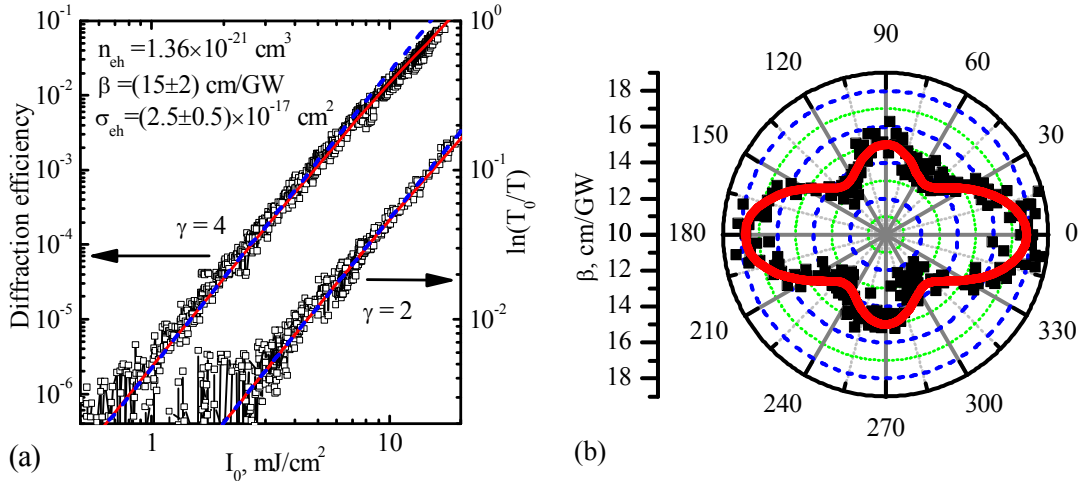 n_eh =1.36×10^-21 cm^3
β =(15±2) cm/GW
σ_eh=(2.5±0.5)×10^-17 cm^2
γ = 4
γ = 2
10^-1
10^-2
10^-3
10^-4
10^-5
10^-6
Diffraction efficiency
1
10
I_0, mJ/cm^2
10^0
10^-1
10^-2
ln(T_0/T)
(a)
18
16
14
12
10
12
14
16
18
β, cm/GW
90
60
30
0
330
300
270
240
210
180
150
120
(b)